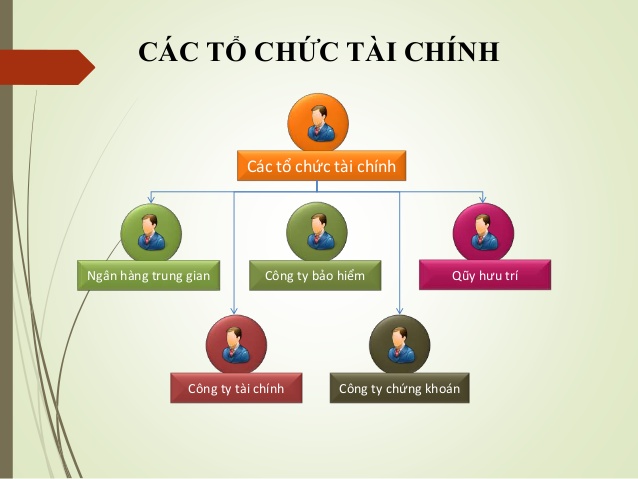 CÁC TỔ CHỨC TÀI CHÍNH
Các tổ chức tài chính
Ngân hàng trung gian
Công ty bảo hiểm
Qũy hưu trí
Công ty tài chính
Công ty chứng khoán